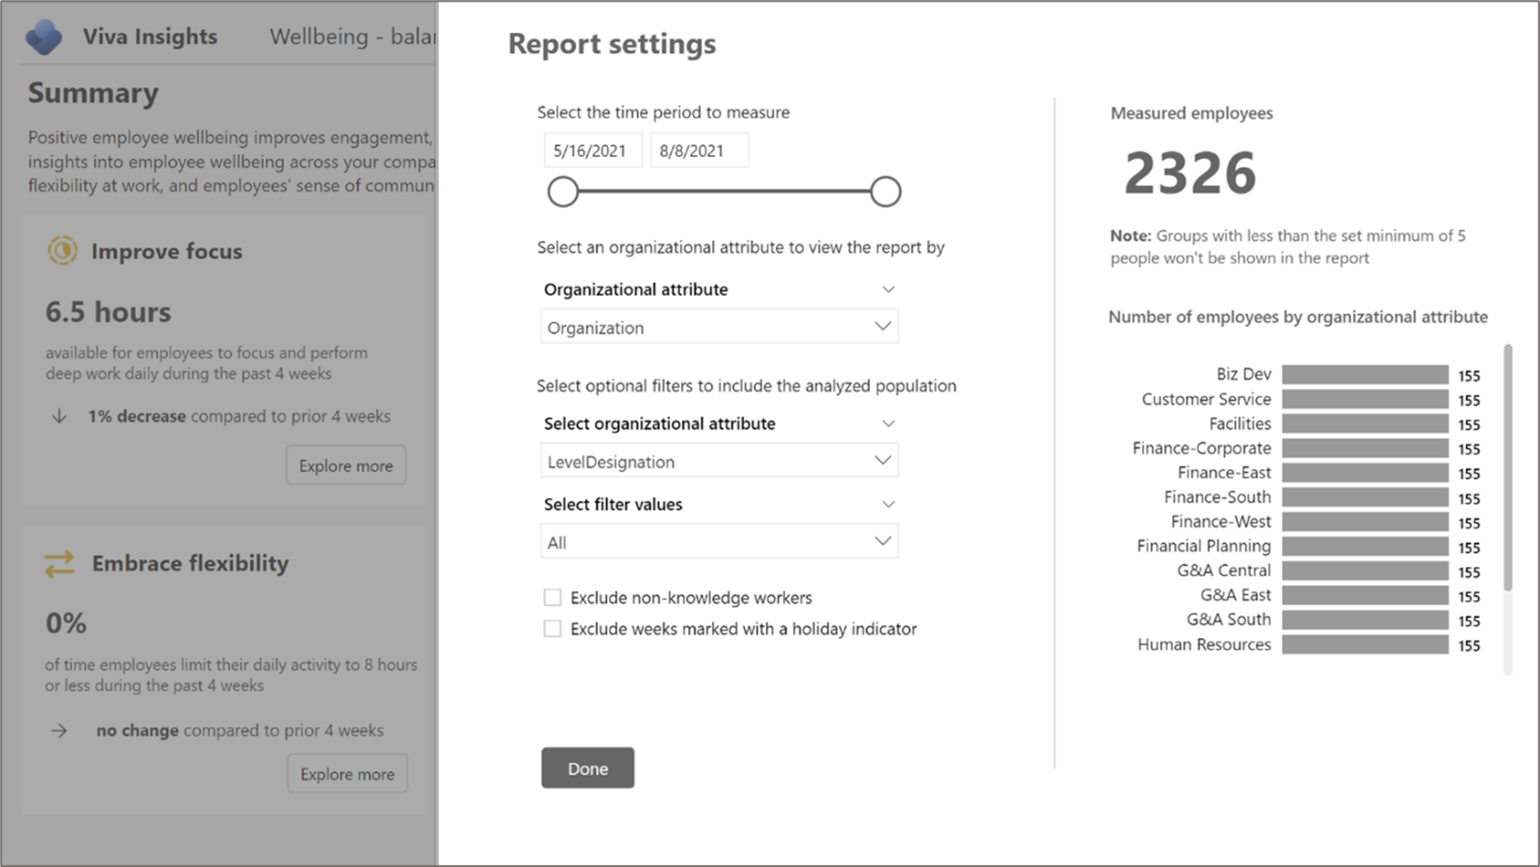 Viva Insights
Wellbeing - balan
Summary
Positive employee wellbeing improves engagement,
insights into employee wellbeing across your compa
flexibility at work, and employees' sense of commun
Improve focus
6.5 hours
available for employees to focus and perform
deep work daily during the past 4 weeks
1% decrease compared to prior 4 weeks
Explore more
Embrace flexibility
0%
of time employees limit their daily activity to 8 hours
or less during the past 4 weeks
no change compared to prior 4 weeks
Explore more
Report settings
Select the time period to measure
5/16/2021
8/8/2021
Select an organizational attribute to view the report by
Organizational attribute
Organization
Select optional filters to include the analyzed population
Select organizational attribute
LevelDesignation
Select filter values
All
Exclude non-knowledge workers
Exclude weeks marked with a holiday indicator
Done
Measured employees
2326
Note: Groups with less than the set minimum of 5
people won't be shown in the report
Number of employees by organizational attribute
Biz Dev 155
Customer Service 155
Facilities 155
Finance-Corporate 155
Finance-East 155
Finance-South 155
Finance-West 155
Financial Planning 155
G&A Central 155
G&A East 155
G&A South 155
Human Resources 155